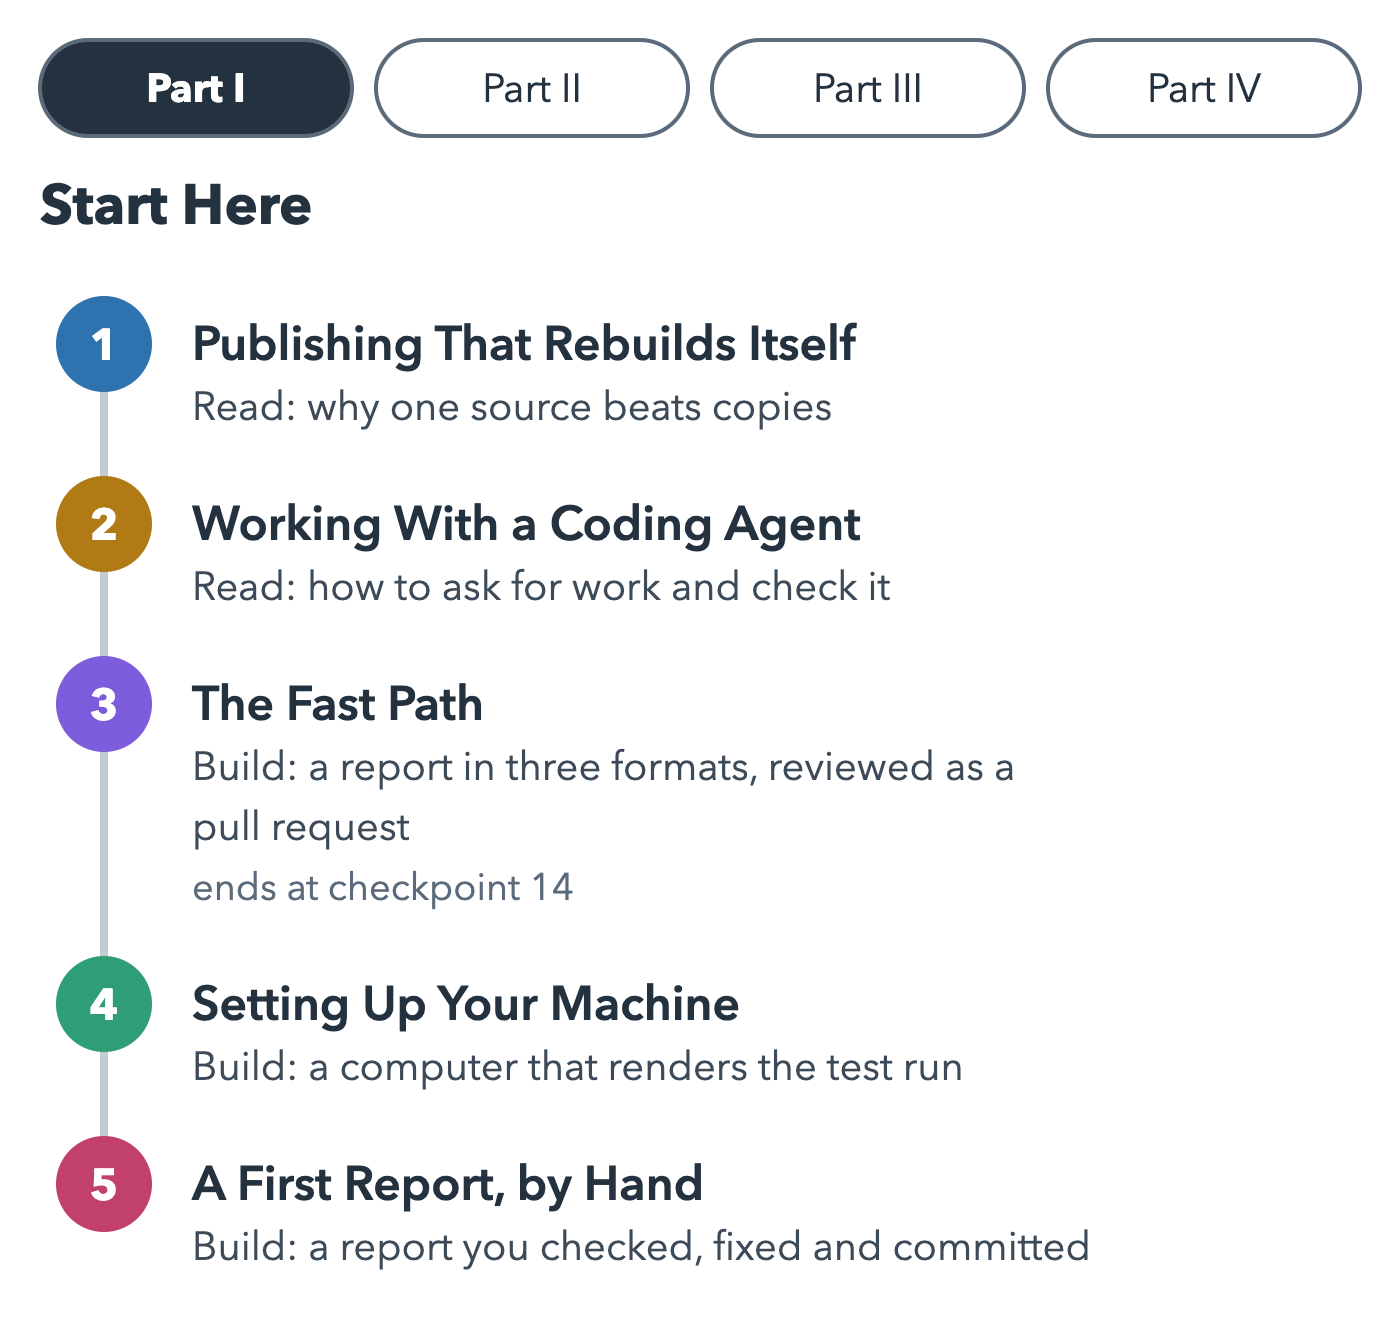 Part I
Part II
Part III
Part IV
Start Here
1
Publishing That Rebuilds Itself
Read: why one source beats copies
2
Working With a Coding Agent
Read: how to ask for work and check it
3
The Fast Path
Build: a report in three formats, reviewed as a
pull request
ends at checkpoint 14
4
Setting Up Your Machine
Build: a computer that renders the test run
5
A First Report, by Hand
Build: a report you checked, fixed and committed